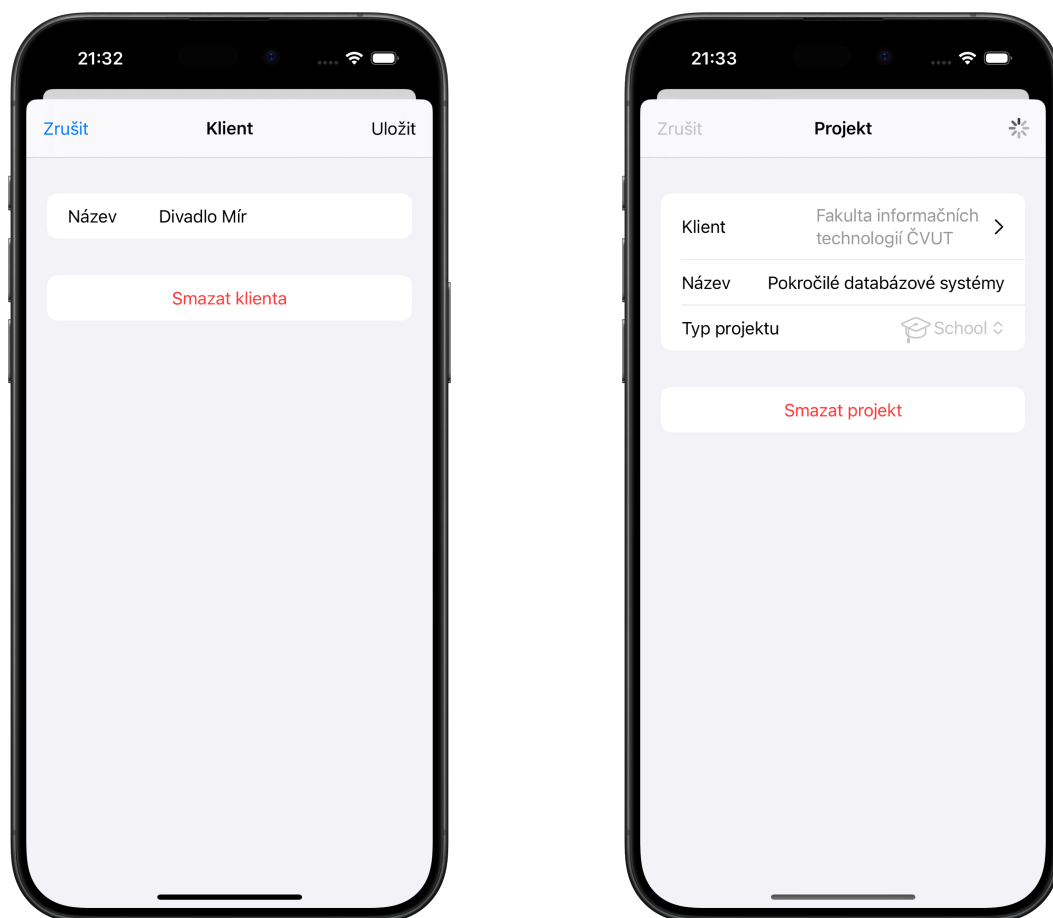 21:32
Zrušit Klient Uložit
Název Divadlo Mír
Smazat klienta
21:33
Zrušit Projekt
Klient Fakulta informačních
technologií ČVUT
Název Pokročilé databázové systémy
Typ projektu School
Smazat projekt